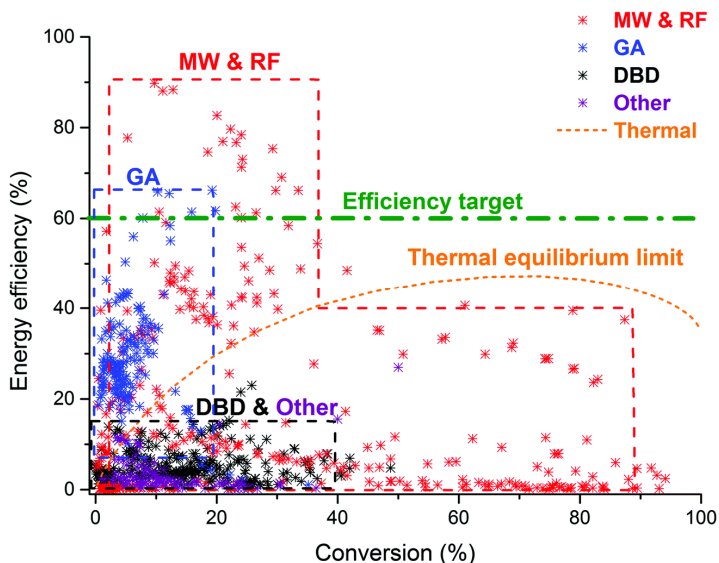 MW & RF
GA
DBD
Other
Thermal
MW & RF
GA
Efficiency target
Thermal equilibrium limit
DBD & Other
Energy efficiency (%)
100
80
60
40
20
0
0 20 40 60 80 100
Conversion (%)